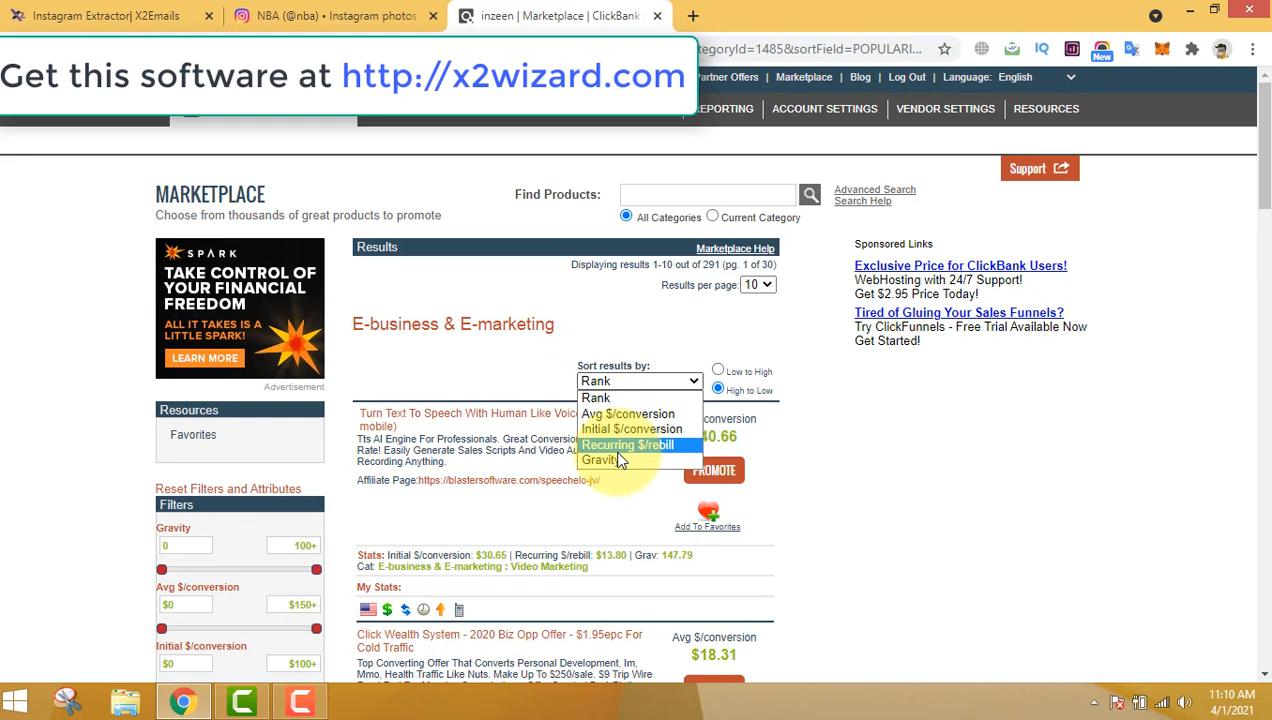 Instagram Extractor| X2Emails
NBA (@nba) • Instagram photos
inzeen | Marketplace | ClickBank
Get this software at http://x2wizard.com
ategoryId=1485&sortField=POPULARI...
New
Partner Offers | Marketplace | Blog | Log Out | Language: English
REPORTING ACCOUNT SETTINGS VENDOR SETTINGS RESOURCES
Support
MARKETPLACE
Choose from thousands of great products to promote
Find Products:
Advanced Search
Search Help
All Categories Current Category
SPARK
TAKE CONTROL OF
YOUR FINANCIAL
FREEDOM
ALL IT TAKES IS A
LITTLE SPARK!
LEARN MORE
Advertisement
Results Marketplace Help
Displaying results 1-10 out of 291 (pg. 1 of 30)
Results per page: 10
E-business & E-marketing
Sponsored Links
Exclusive Price for ClickBank Users!
WebHosting with 24/7 Support!
Get $2.95 Price Today!
Tired of Gluing Your Sales Funnels?
Try ClickFunnels - Free Trial Available Now
Get Started!
Sort results by:
Rank
Low to High
High to Low
Rank
Avg $/conversion
Initial $/conversion
Recurring $/rebill
Gravity
Resources
Favorites
Reset Filters and Attributes
Filters
Gravity
0 100+
Avg $/conversion
$0 $150+
Initial $/conversion
$0 $100+
Turn Text To Speech With Human Like Voic
mobile)
Tts AI Engine For Professionals. Great Conversion
Rate! Easily Generate Sales Scripts And Video Au
Recording Anything.
Affiliate Page:https://blastersoftware.com/speechelo-jv/
conversion
40.66
PROMOTE
Add To Favorites
Stats: Initial $/conversion: $30.65 | Recurring $/rebill: $13.80 | Grav: 147.79
Cat: E-business & E-marketing : Video Marketing
My Stats:
Click Wealth System - 2020 Biz Opp Offer - $1.95epc For
Cold Traffic
Top Converting Offer That Converts Personal Development, Im,
Mmo, Health Traffic Like Nuts. Make Up To $250/sale. $9 Trip Wire
Avg $/conversion
$18.31
11:10 AM
4/1/2021